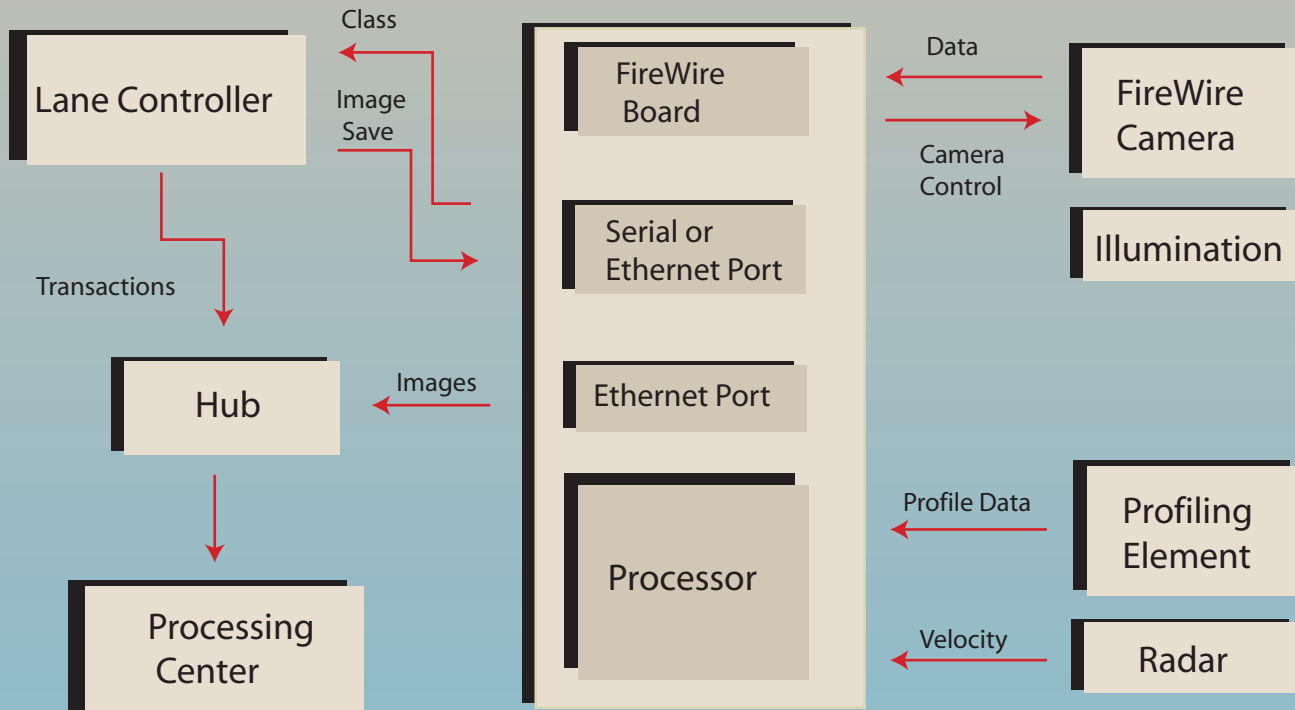 Class
Lane Controller
Image
Save
Transactions
Hub
Images
Processing
Center
FireWire
Board
Serial or
Ethernet Port
Ethernet Port
Processor
Data
Camera
Control
FireWire
Camera
Illumination
Profile Data
Profiling
Element
Velocity
Radar